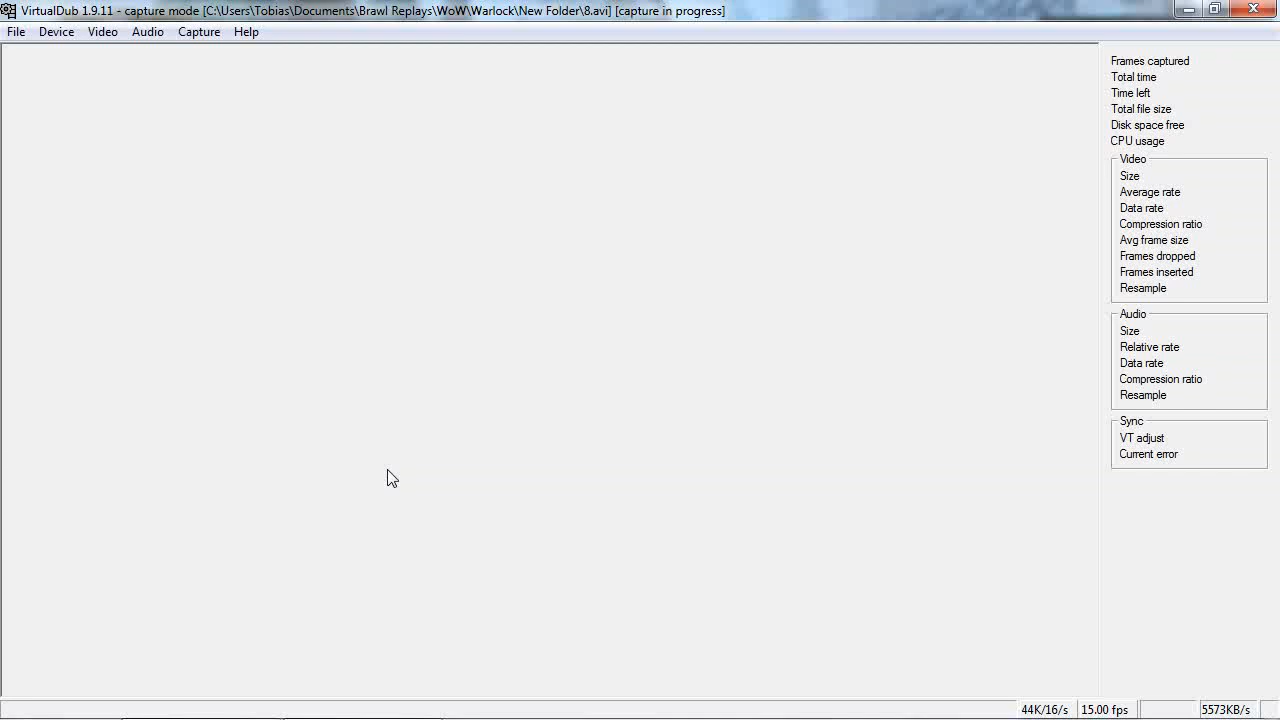 VirtualDub 1.9.11 - capture mode [C:\Users\Tobias\Documents\Brawl Replays\WoW\Warlock\New Folder\8.avi] [capture in progress]
File Device Video Audio Capture Help
Frames captured
Total time
Time left
Total file size
Disk space free
CPU usage
Video
Size
Average rate
Data rate
Compression ratio
Avg frame size
Frames dropped
Frames inserted
Resample
Audio
Size
Relative rate
Data rate
Compression ratio
Resample
Sync
VT adjust
Current error
44K/16/s 15.00 fps 5573KB/s